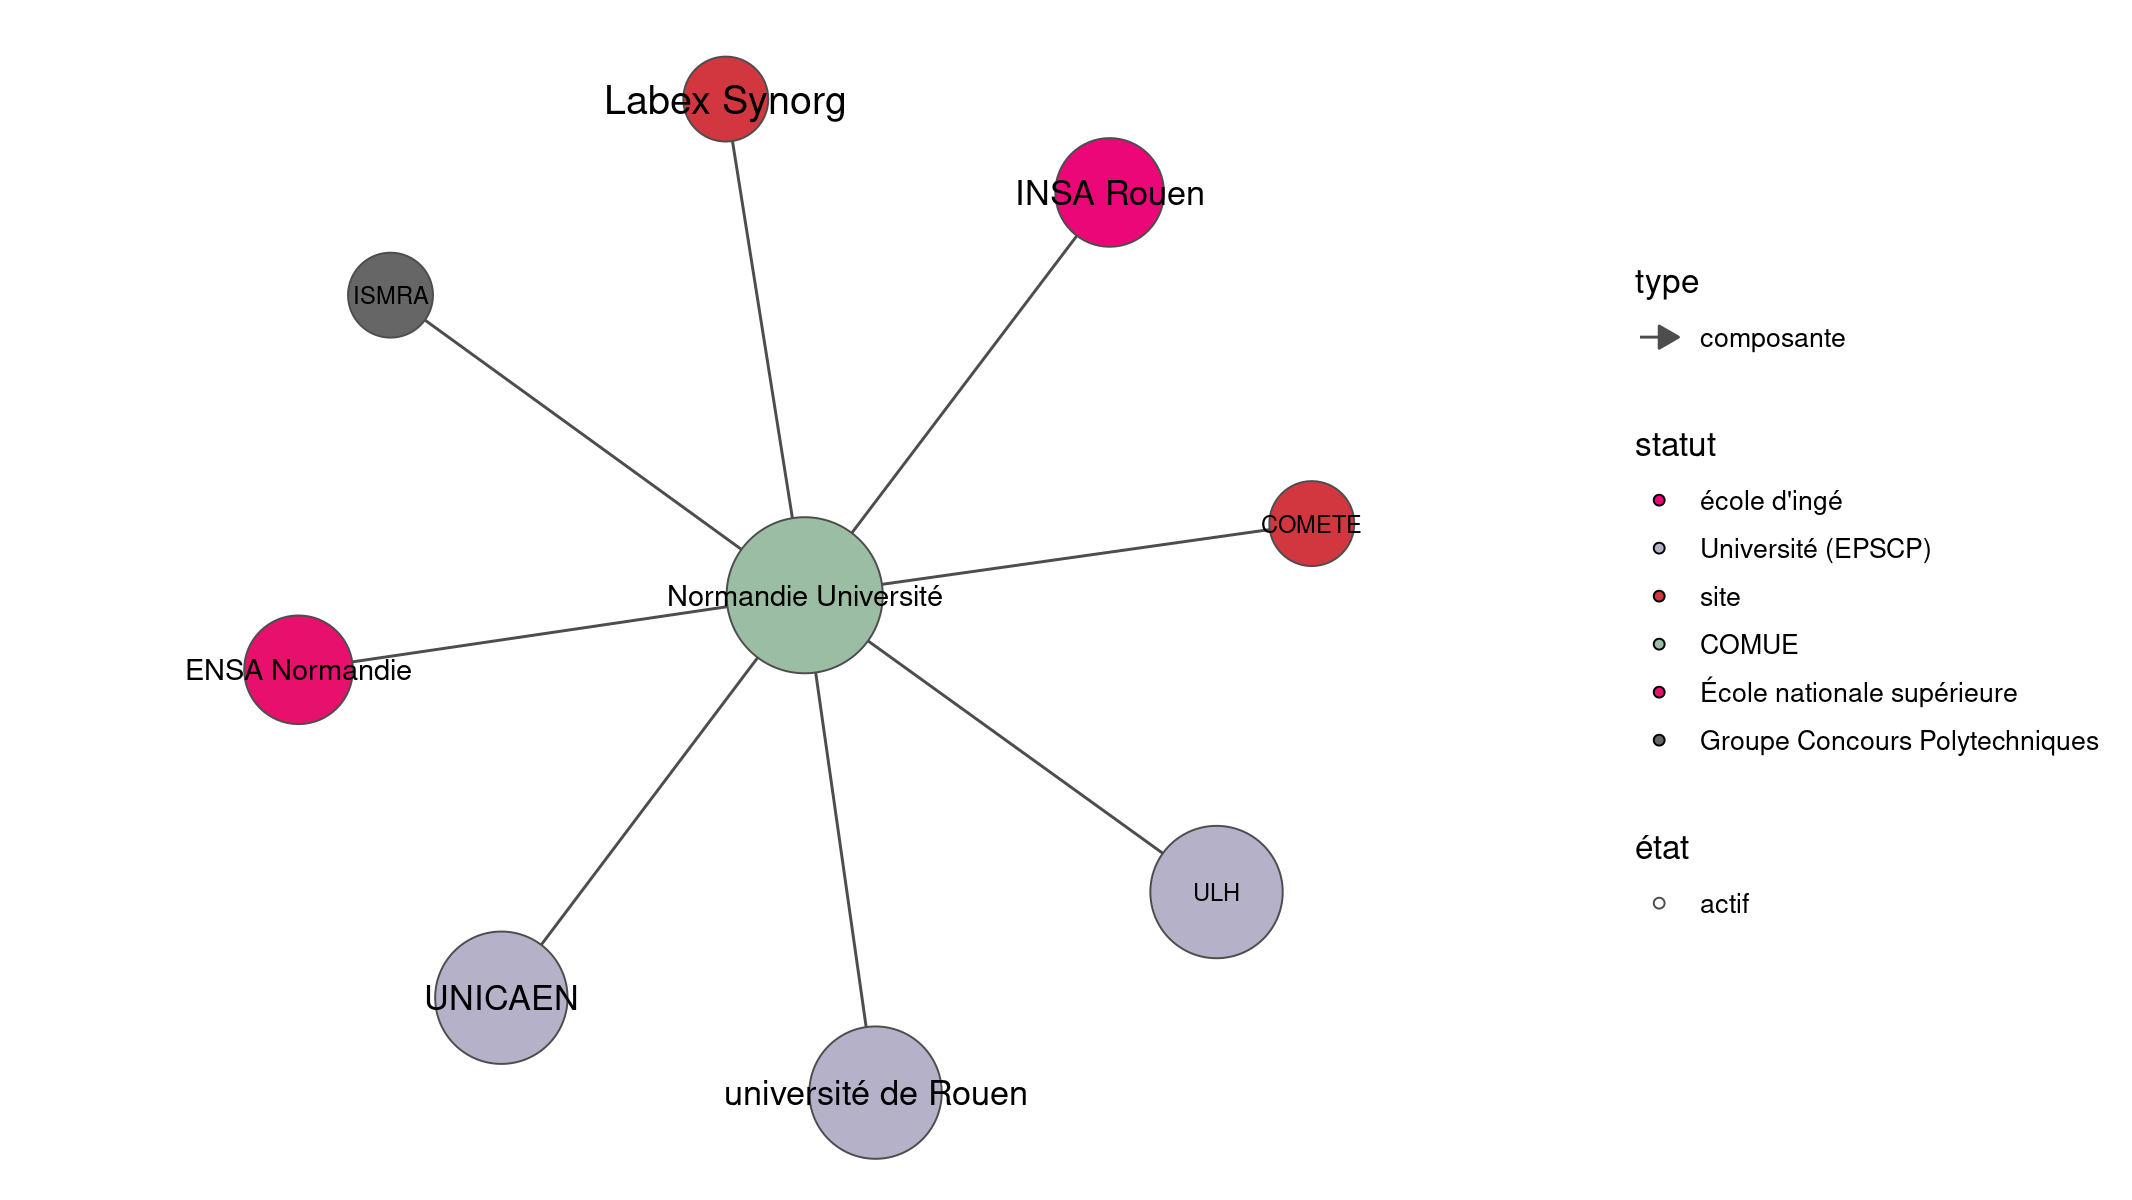 Labex Synorg
INSA Rouen
ISMRA
COMETE
Normandie Université
ENSA Normandie
ULH
UNICAEN
université de Rouen
type
composante
statut
école d'ingé
Université (EPSCP)
site
COMUE
École nationale supérieure
Groupe Concours Polytechniques
état
actif